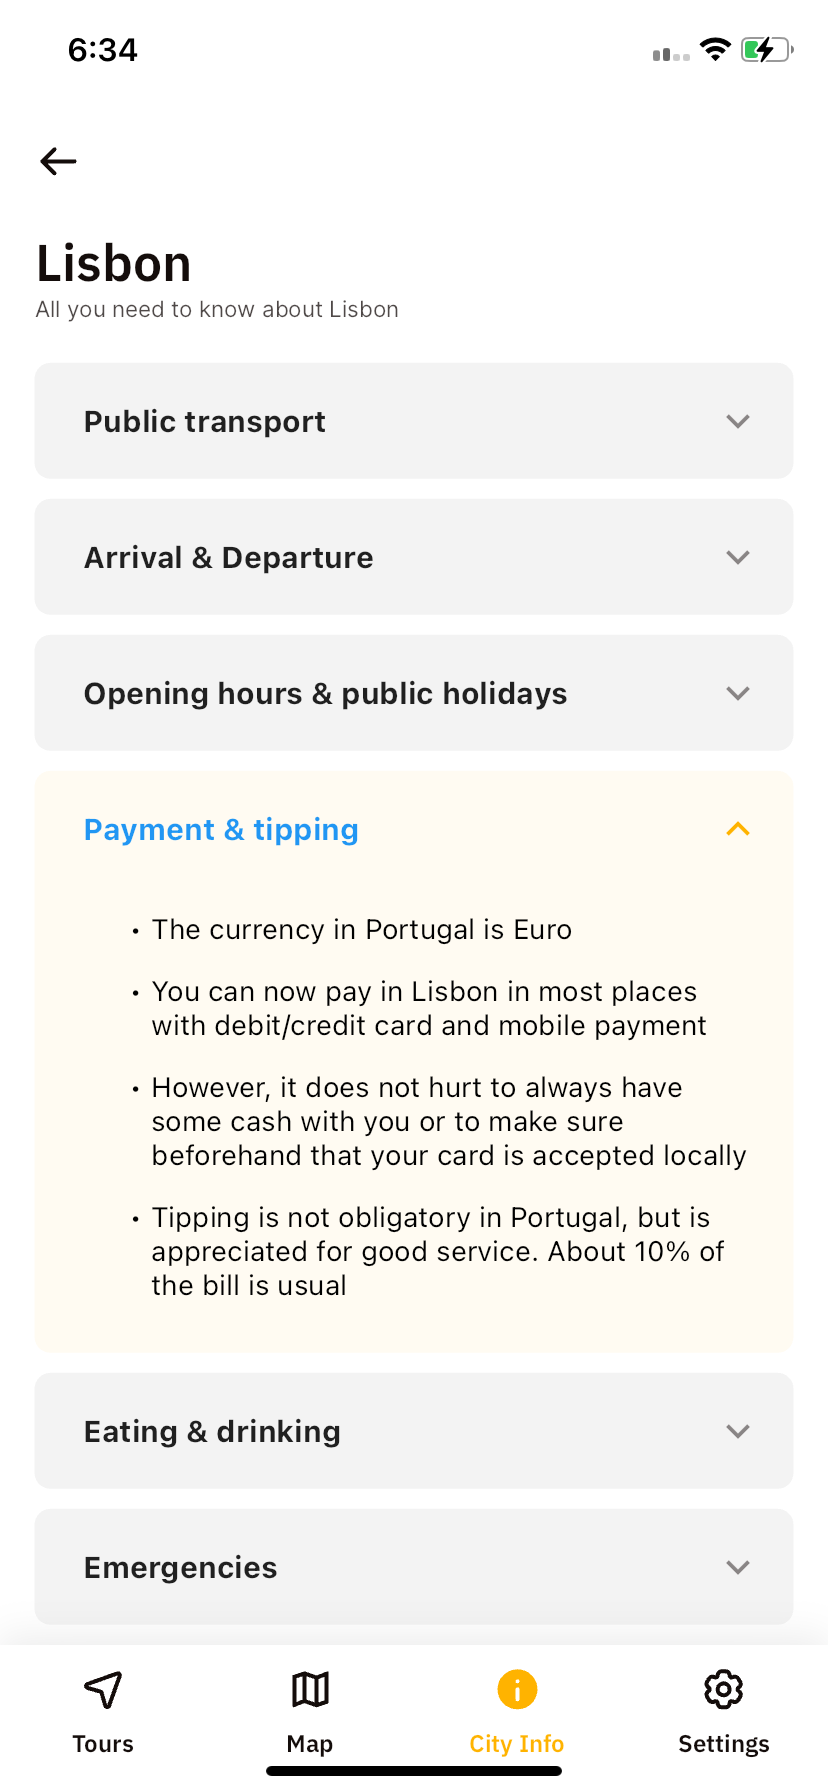 6:34
Lisbon
All you need to know about Lisbon
Public transport
Arrival & Departure
Opening hours & public holidays
Payment & tipping
• The currency in Portugal is Euro
• You can now pay in Lisbon in most places
with debit/credit card and mobile payment
• However, it does not hurt to always have
some cash with you or to make sure
beforehand that your card is accepted locally
• Tipping is not obligatory in Portugal, but is
appreciated for good service. About 10% of
the bill is usual
Eating & drinking
Emergencies
Tours
Map
City Info
Settings